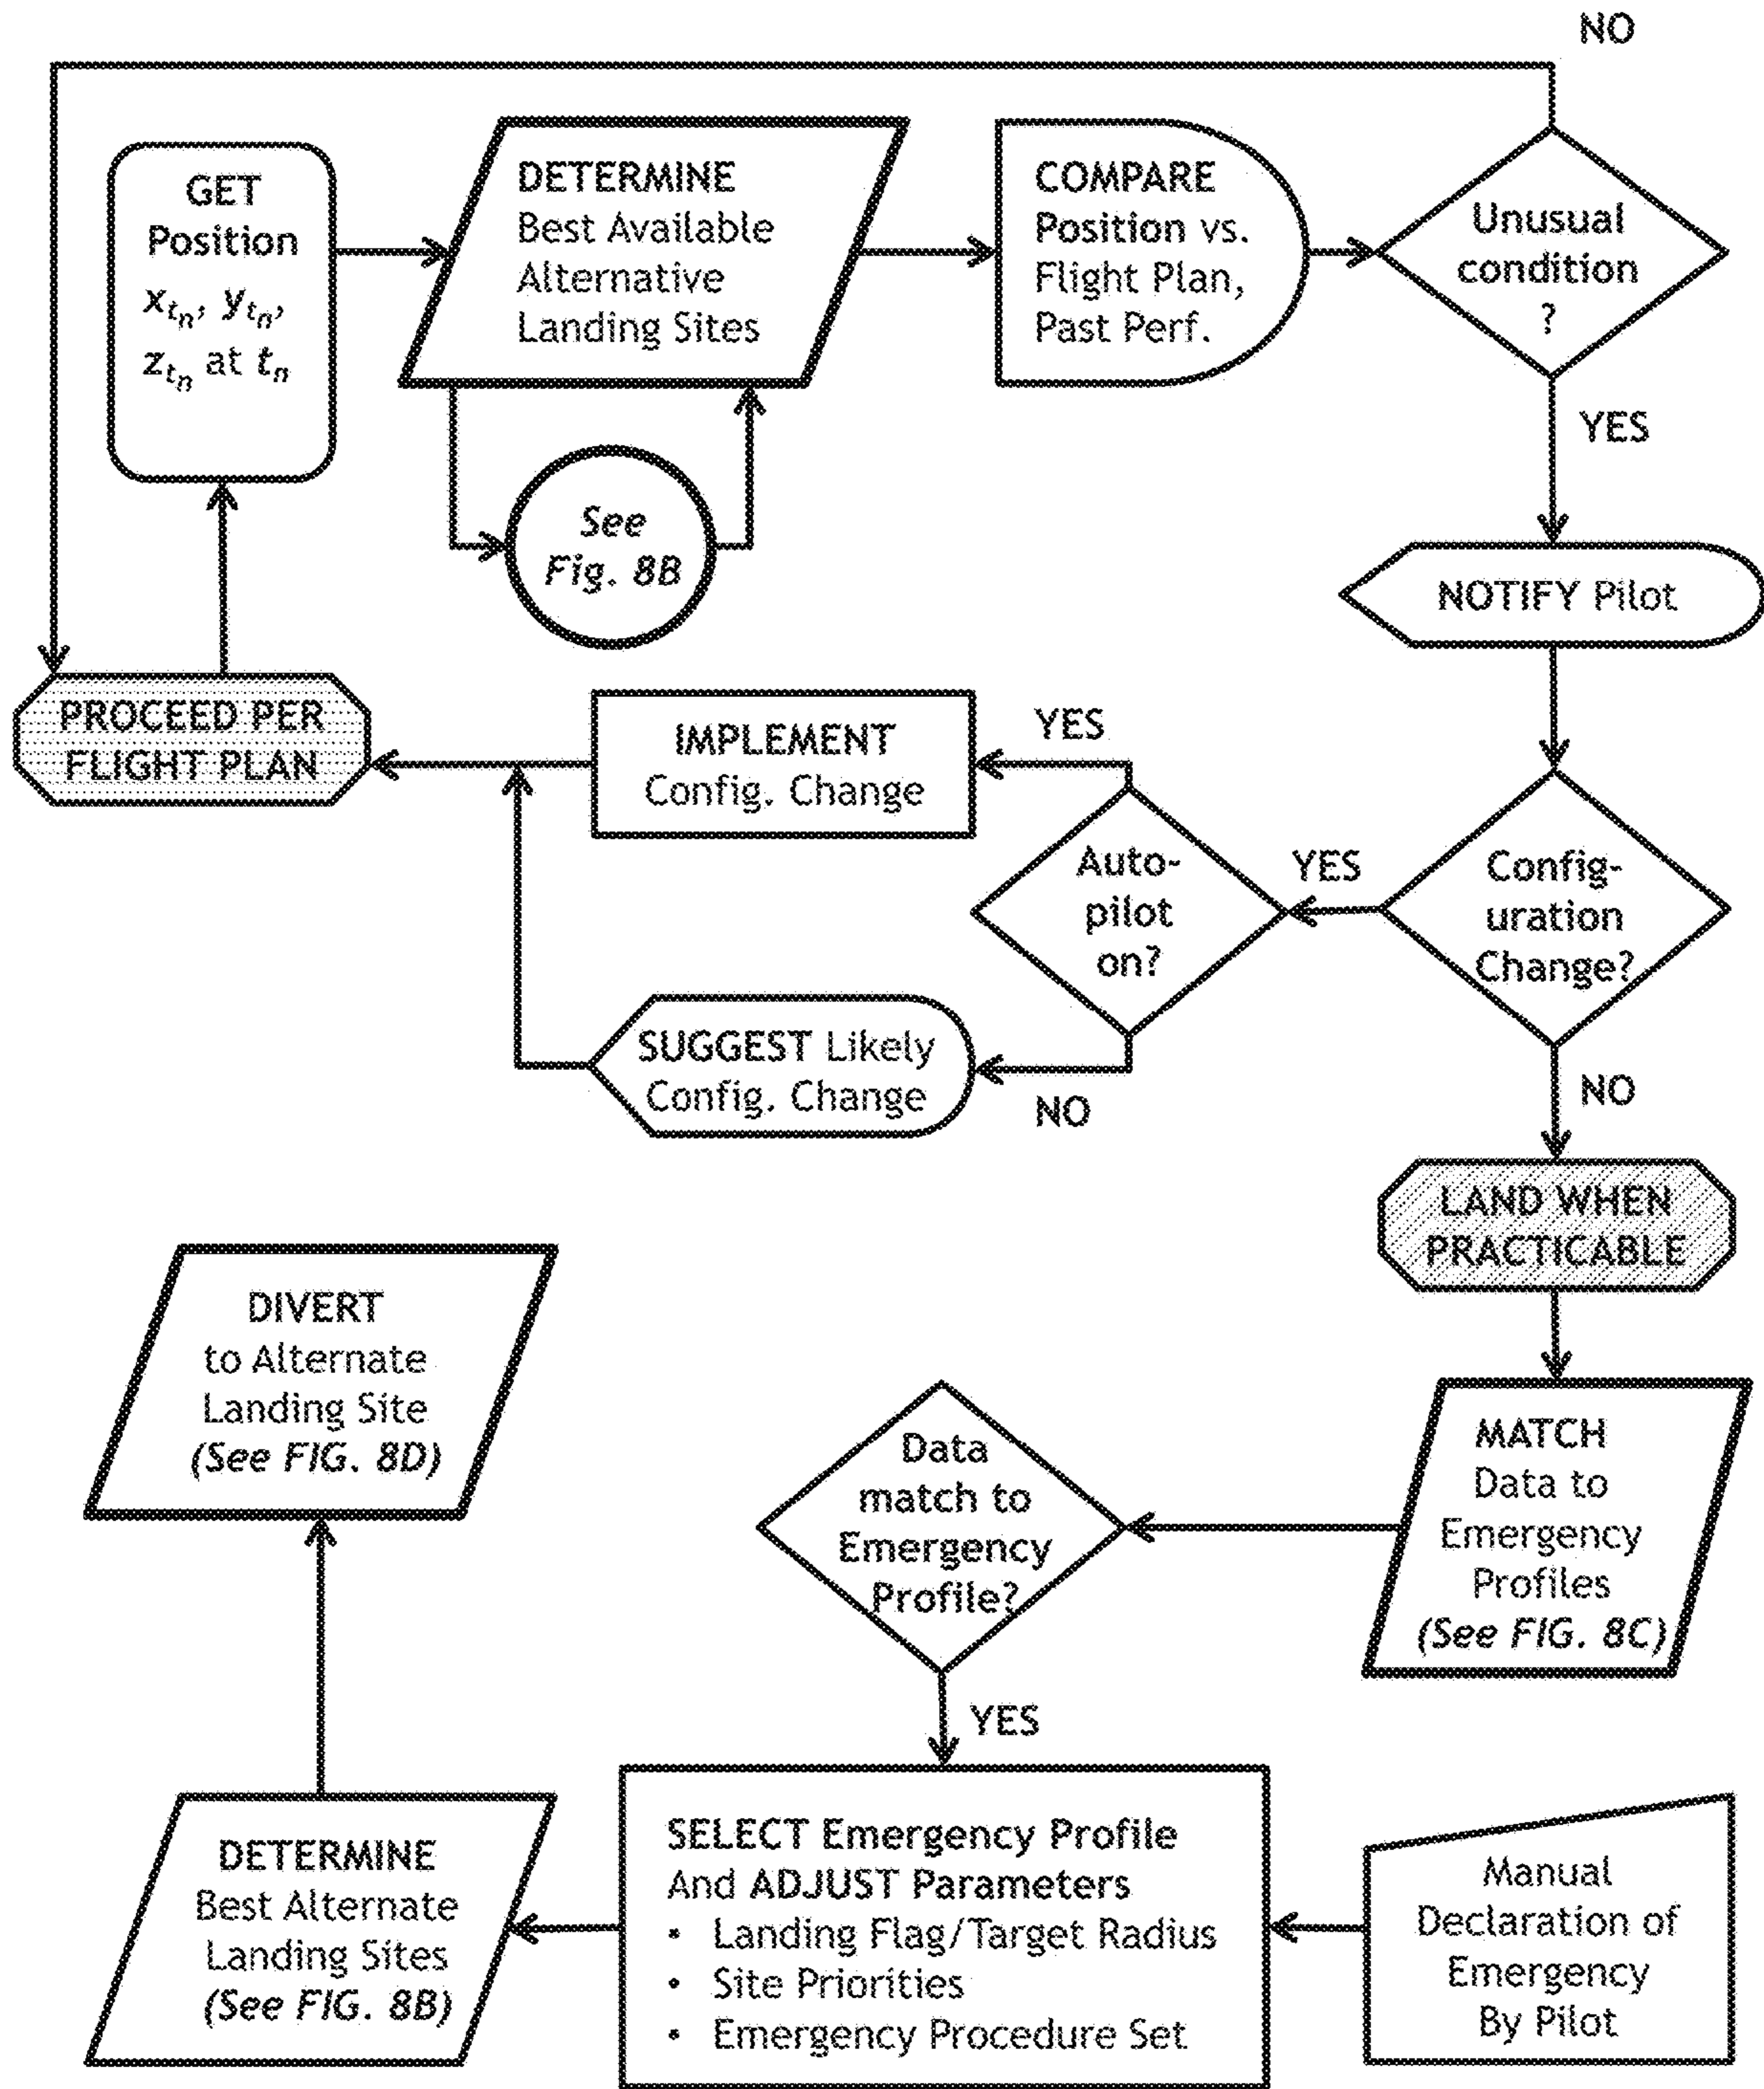 NO
GET
Position
x_{t_n}, y_{t_n},
z_{t_n} at t_n
DETERMINE
Best Available
Alternative
Landing Sites
COMPARE
Position vs.
Flight Plan,
Past Perf.
Unusual
condition
?
YES
See
Fig. 8B
NOTIFY Pilot
PROCEED PER
FLIGHT PLAN
IMPLEMENT
Config. Change
YES
Auto-
pilot
on?
YES
Config-
uration
Change?
SUGGEST Likely
Config. Change
NO
NO
LAND WHEN
PRACTICABLE
DIVERT
to Alternate
Landing Site
(See FIG. 8D)
Data
match to
Emergency
Profile?
MATCH
Data to
Emergency
Profiles
(See FIG. 8C)
YES
DETERMINE
Best Alternate
Landing Sites
(See FIG. 8B)
SELECT Emergency Profile
And ADJUST Parameters
• Landing Flag/Target Radius
• Site Priorities
• Emergency Procedure Set
Manual
Declaration of
Emergency
By Pilot